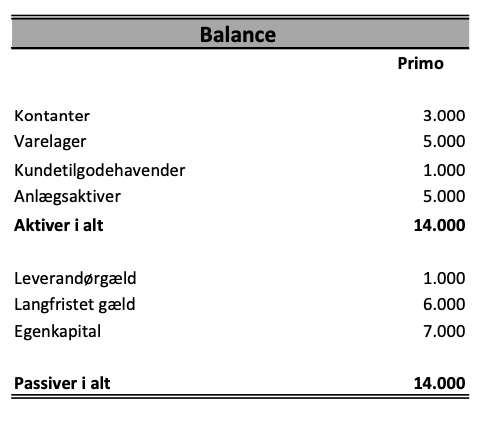 Balance
Primo
Kontanter 3.000
Varelager 5.000
Kundetilgodehavender 1.000
Anlægsaktiver 5.000
Aktiver i alt 14.000
Leverandørgæld 1.000
Langfristet gæld 6.000
Egenkapital 7.000
Passiver i alt 14.000